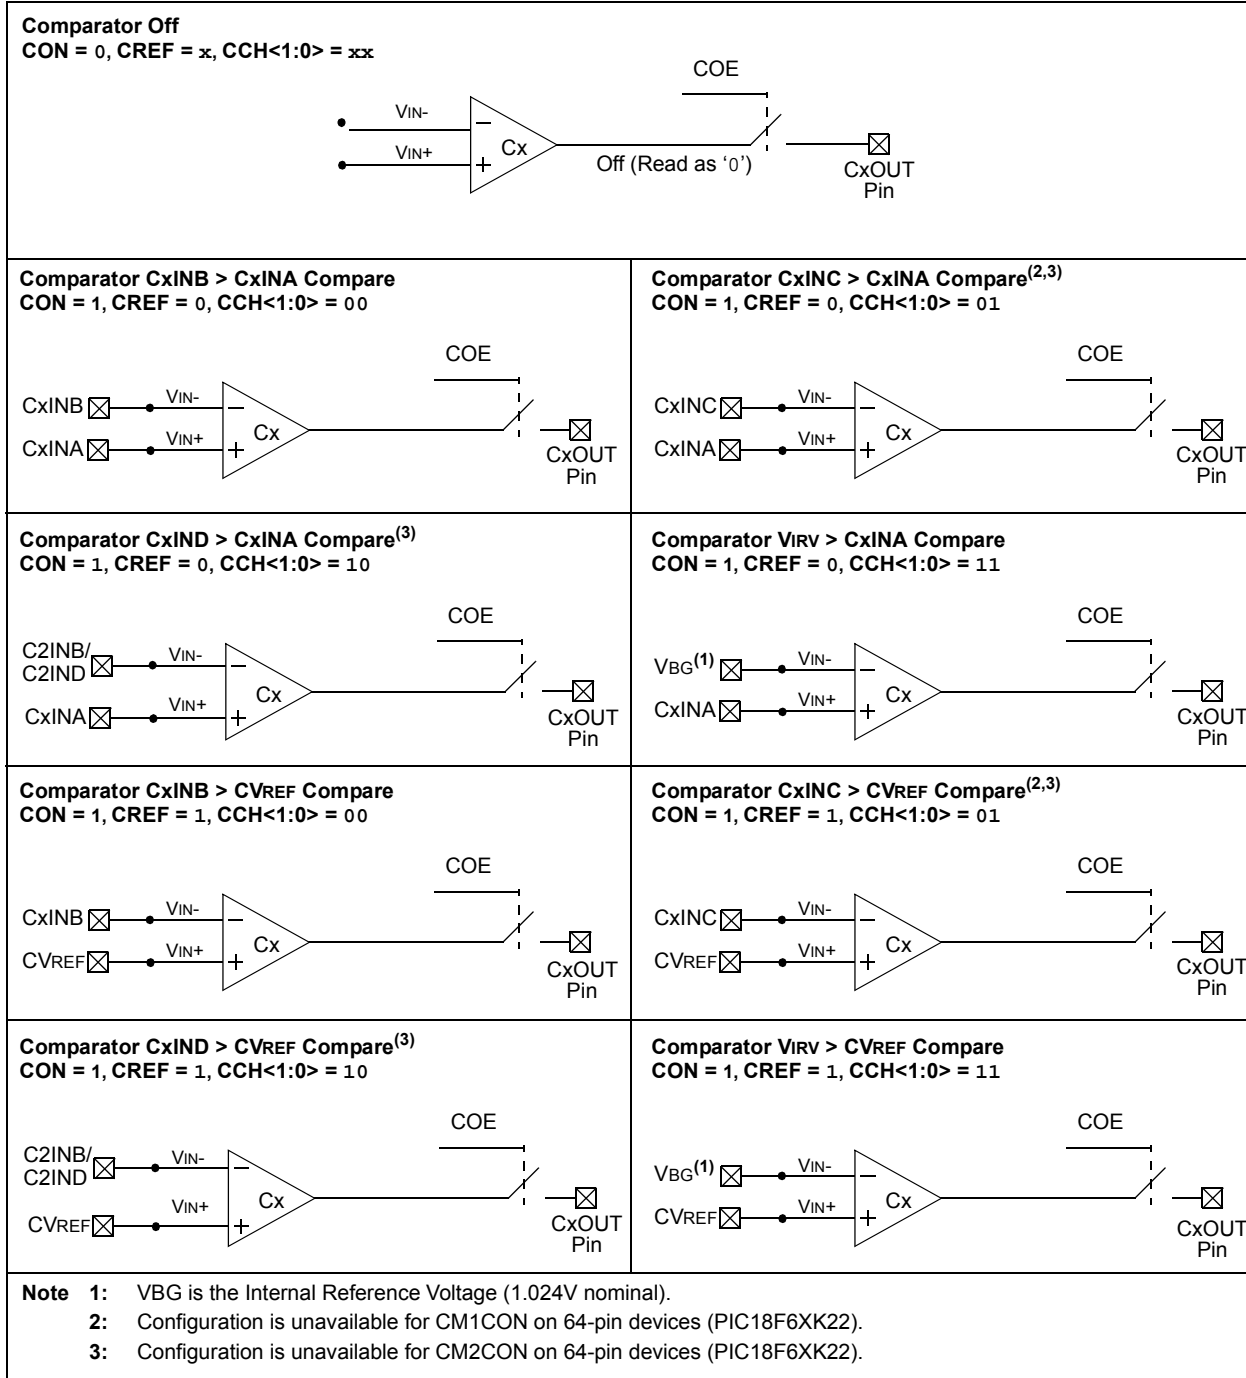 Comparator Off
CON = 0, CREF = x, CCH<1:0> = xx
COE
VIN-
VIN+
Cx
Off (Read as ‘0’)
CxOUT
Pin
Comparator CxINB > CxINA Compare
CON = 1, CREF = 0, CCH<1:0> = 00
COE
CxINB
VIN-
CxINA
VIN+
Cx
CxOUT
Pin
Comparator CxINC > CxINA Compare(2,3)
CON = 1, CREF = 0, CCH<1:0> = 01
COE
CxINC
VIN-
CxINA
VIN+
Cx
CxOUT
Pin
Comparator CxIND > CxINA Compare(3)
CON = 1, CREF = 0, CCH<1:0> = 10
COE
C2INB/
C2IND
VIN-
CxINA
VIN+
Cx
CxOUT
Pin
Comparator VIRV > CxINA Compare
CON = 1, CREF = 0, CCH<1:0> = 11
COE
VBG(1)
VIN-
CxINA
VIN+
Cx
CxOUT
Pin
Comparator CxINB > CVREF Compare
CON = 1, CREF = 1, CCH<1:0> = 00
COE
CxINB
VIN-
CVREF
VIN+
Cx
CxOUT
Pin
Comparator CxINC > CVREF Compare(2,3)
CON = 1, CREF = 1, CCH<1:0> = 01
COE
CxINC
VIN-
CVREF
VIN+
Cx
CxOUT
Pin
Comparator CxIND > CVREF Compare(3)
CON = 1, CREF = 1, CCH<1:0> = 10
COE
C2INB/
C2IND
VIN-
CVREF
VIN+
Cx
CxOUT
Pin
Comparator VIRV > CVREF Compare
CON = 1, CREF = 1, CCH<1:0> = 11
COE
VBG(1)
VIN-
CVREF
VIN+
Cx
CxOUT
Pin
Note 1: VBG is the Internal Reference Voltage (1.024V nominal).
2: Configuration is unavailable for CM1CON on 64-pin devices (PIC18F6XK22).
3: Configuration is unavailable for CM2CON on 64-pin devices (PIC18F6XK22).